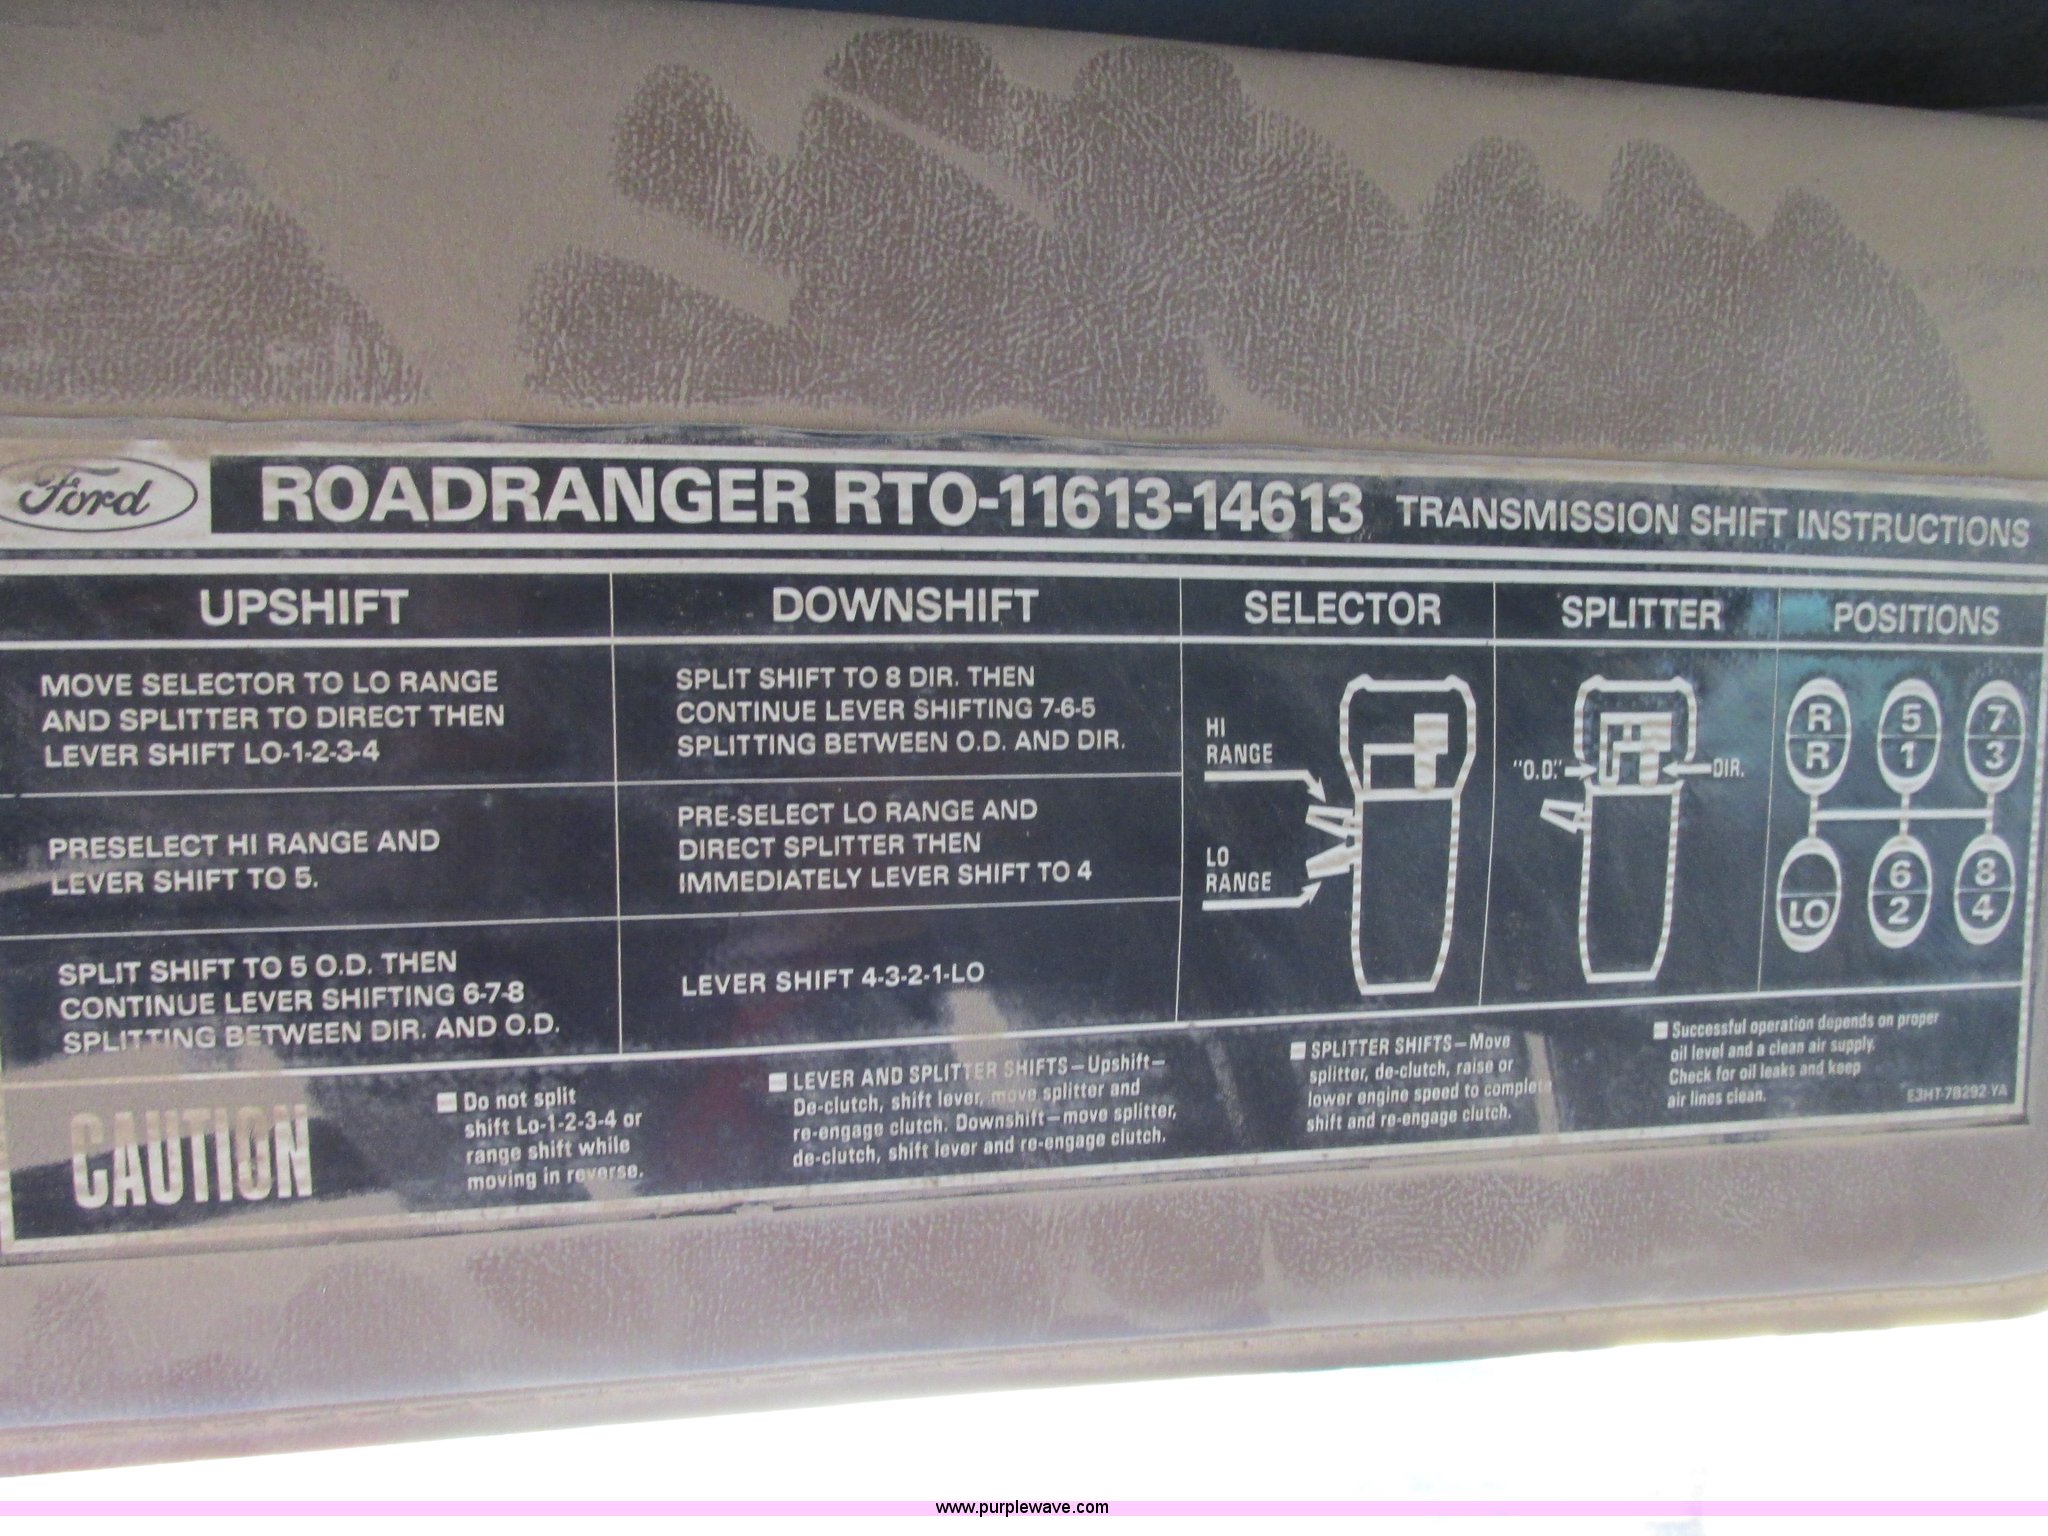 Ford
ROADRANGER RTO-11613-14613 TRANSMISSION SHIFT INSTRUCTIONS
UPSHIFT
MOVE SELECTOR TO LO RANGE
AND SPLITTER TO DIRECT THEN
LEVER SHIFT LO-1-2-3-4
PRESELECT HI RANGE AND
LEVER SHIFT TO 5.
SPLIT SHIFT TO 5 O.D. THEN
CONTINUE LEVER SHIFTING 6-7-8
SPLITTING BETWEEN DIR. AND O.D.
DOWNSHIFT
SPLIT SHIFT TO 8 DIR. THEN
CONTINUE LEVER SHIFTING 7-6-5
SPLITTING BETWEEN O.D. AND DIR.
PRE-SELECT LO RANGE AND
DIRECT SPLITTER THEN
IMMEDIATELY LEVER SHIFT TO 4
LEVER SHIFT 4-3-2-1-LO
SELECTOR
HI
RANGE
LO
RANGE
SPLITTER
"O.D." DIR.
POSITIONS
R 5 7
R 1 3
6 8
LO 2 4
CAUTION
Do not split
shift Lo-1-2-3-4 or
range shift while
moving in reverse.
LEVER AND SPLITTER SHIFTS—Upshift—
De-clutch, shift lever, move splitter and
re-engage clutch. Downshift—move splitter,
de-clutch, shift lever and re-engage clutch.
SPLITTER SHIFTS—Move
splitter, de-clutch, raise or
lower engine speed to complete
shift and re-engage clutch.
Successful operation depends on proper
oil level and a clean air supply.
Check for oil leaks and keep
air lines clean.
E3HT-7B292-YA
www.purplewave.com